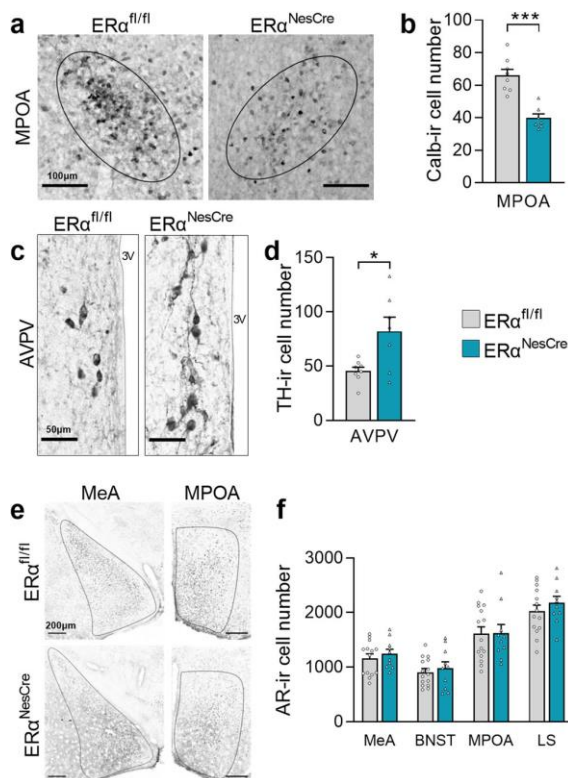 a
ERα^fl/fl
ERα^NesCre
MPOA
100µm
b
Calb-ir cell number
100
80
60
40
20
0
***
MPOA
c
ERα^fl/fl
ERα^NesCre
AVPV
3V
3V
50µm
d
TH-ir cell number
150
100
50
0
*
AVPV
ERα^fl/fl
ERα^NesCre
e
MeA
MPOA
ERα^fl/fl
200µm
ERα^NesCre
f
AR-ir cell number
3000
2000
1000
0
MeA
BNST
MPOA
LS